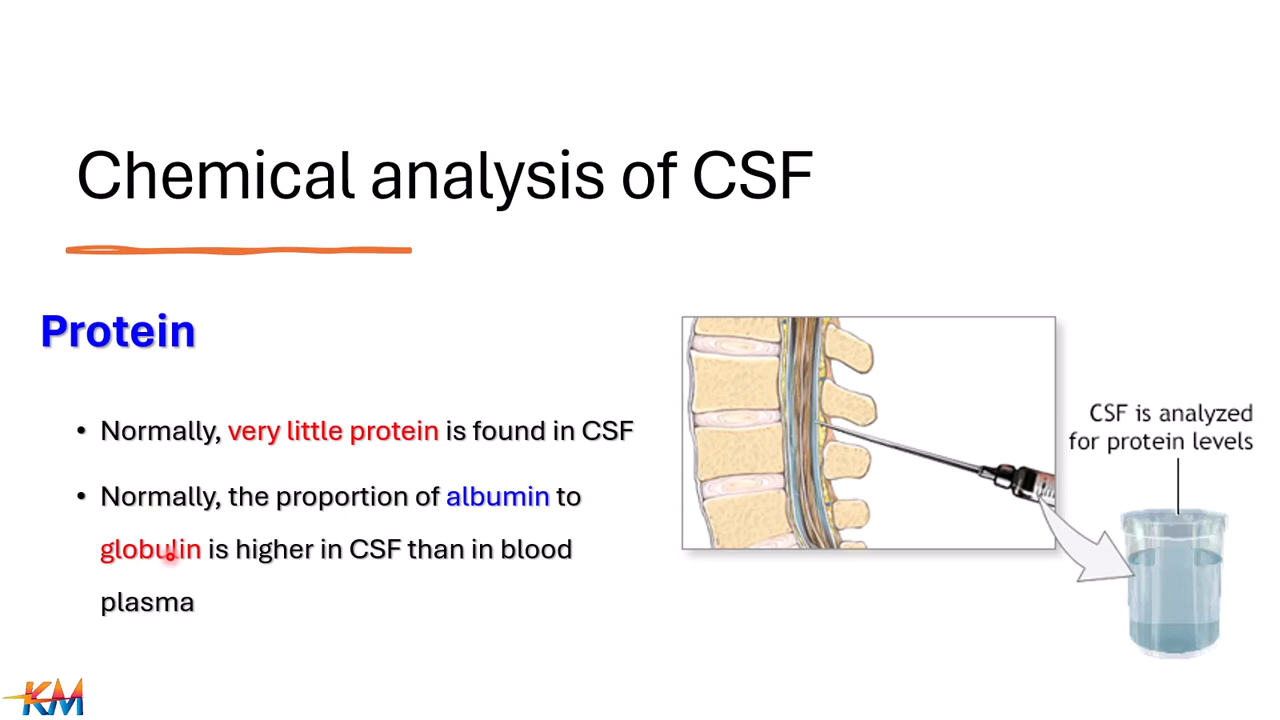 Chemical analysis of CSF
Protein
• Normally, very little protein is found in CSF
• Normally, the proportion of albumin to
globulin is higher in CSF than in blood
plasma
CSF is analyzed
for protein levels
KM